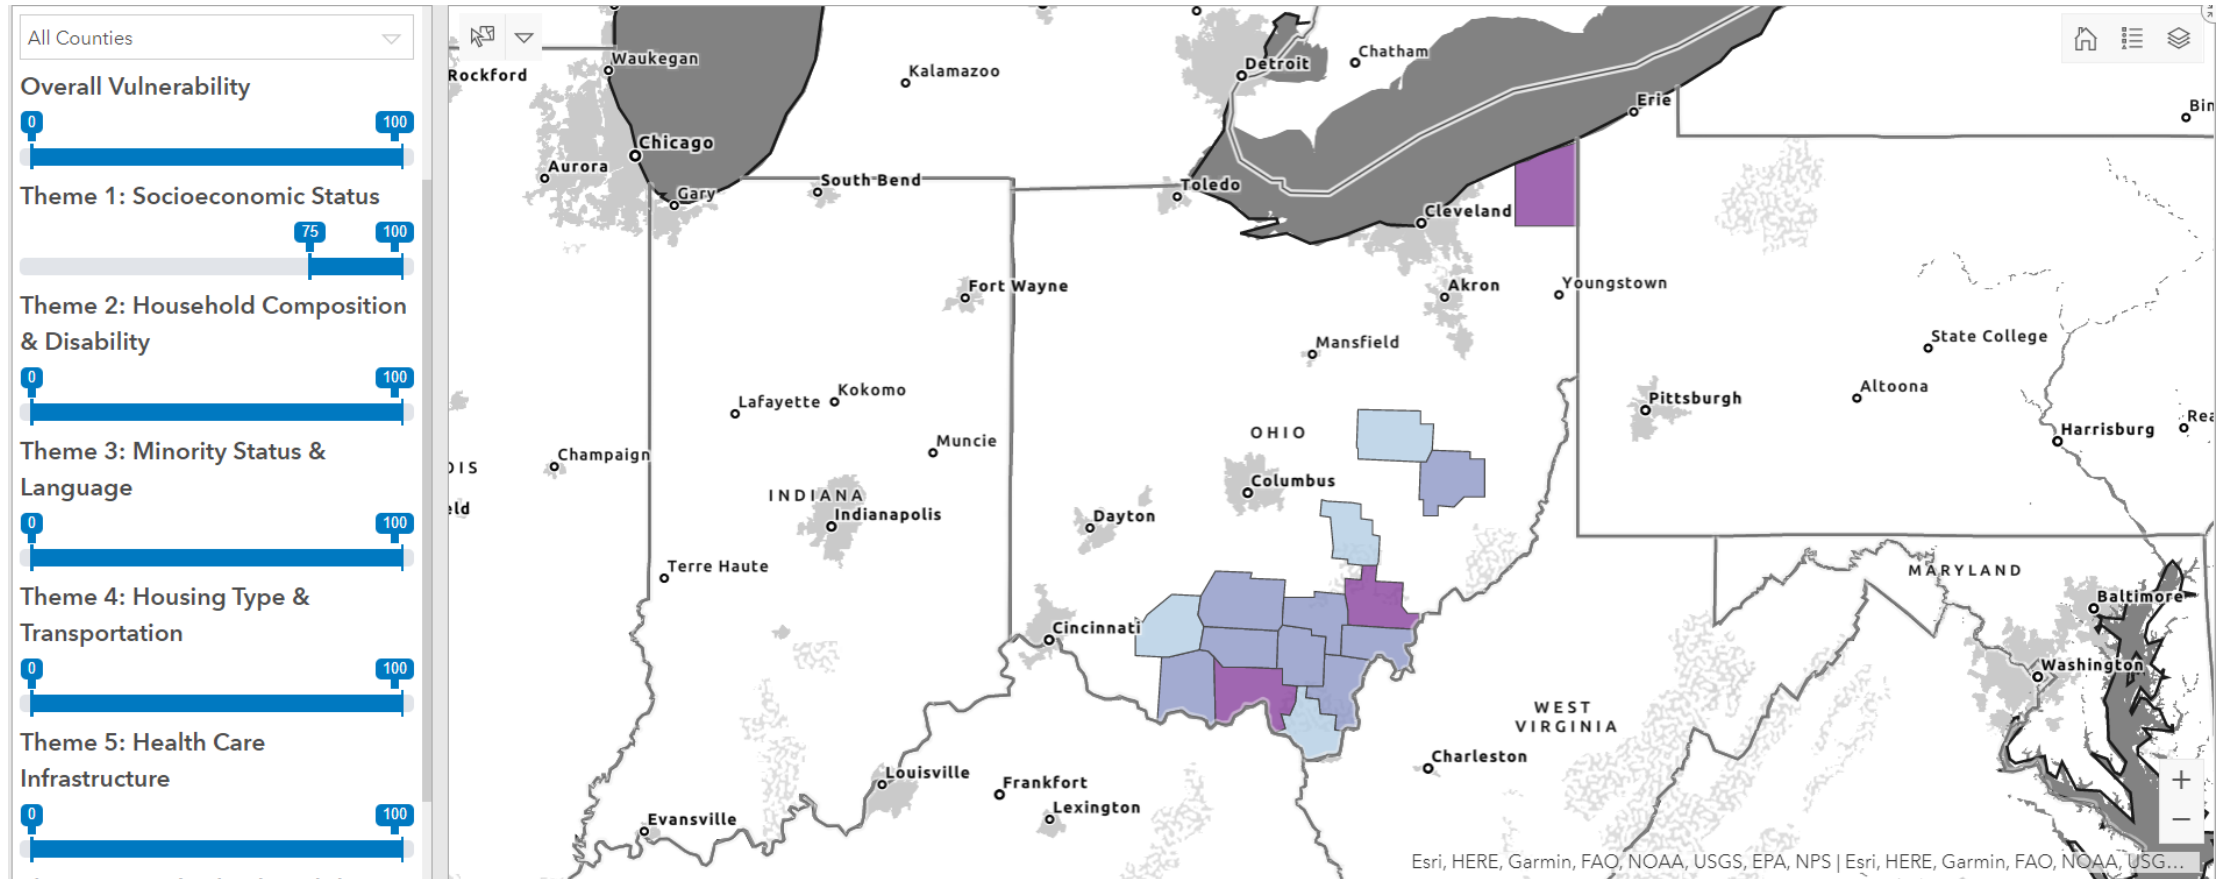 All Counties
Overall Vulnerability
0 100
Theme 1: Socioeconomic Status
75 100
Theme 2: Household Composition
& Disability
0 100
Theme 3: Minority Status &
Language
0 100
Theme 4: Housing Type &
Transportation
0 100
Theme 5: Health Care
Infrastructure
0 100
Waukegan
Rockford
Kalamazoo
Detroit
Chatham
Erie
Bin
Chicago
Aurora
Gary
South Bend
Toledo
Cleveland
Fort Wayne
Akron
Youngstown
Mansfield
State College
Lafayette
Kokomo
Altoona
Pittsburgh
Rea
Harrisburg
Champaign
Muncie
OHIO
OIS
INDIANA
Columbus
eld
Indianapolis
Dayton
Terre Haute
MARYLAND
Baltimore
Cincinnati
Washington
WEST
VIRGINIA
Charleston
Louisville
Frankfort
Lexington
Evansville
+
−
Esri, HERE, Garmin, FAO, NOAA, USGS, EPA, NPS | Esri, HERE, Garmin, FAO, NOAA, USG...